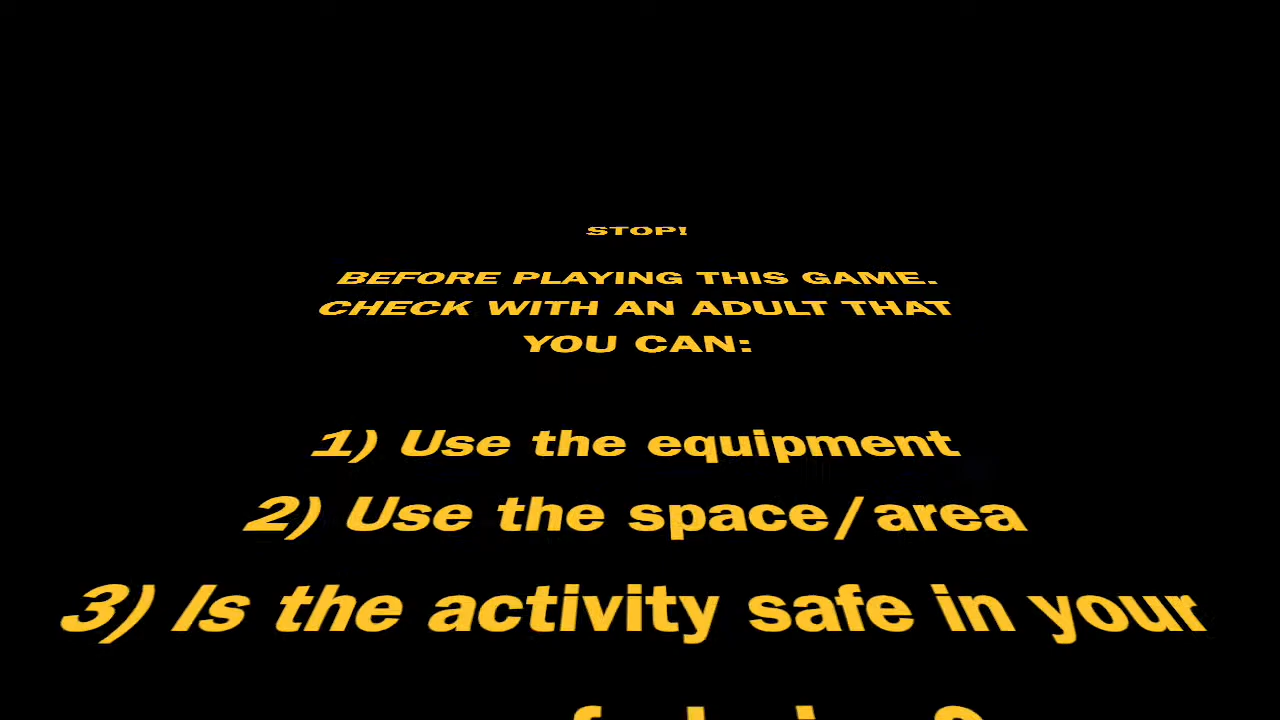 STOP!
BEFORE PLAYING THIS GAME.
CHECK WITH AN ADULT THAT
YOU CAN:
1) Use the equipment
2) Use the space/area
3) Is the activity safe in your